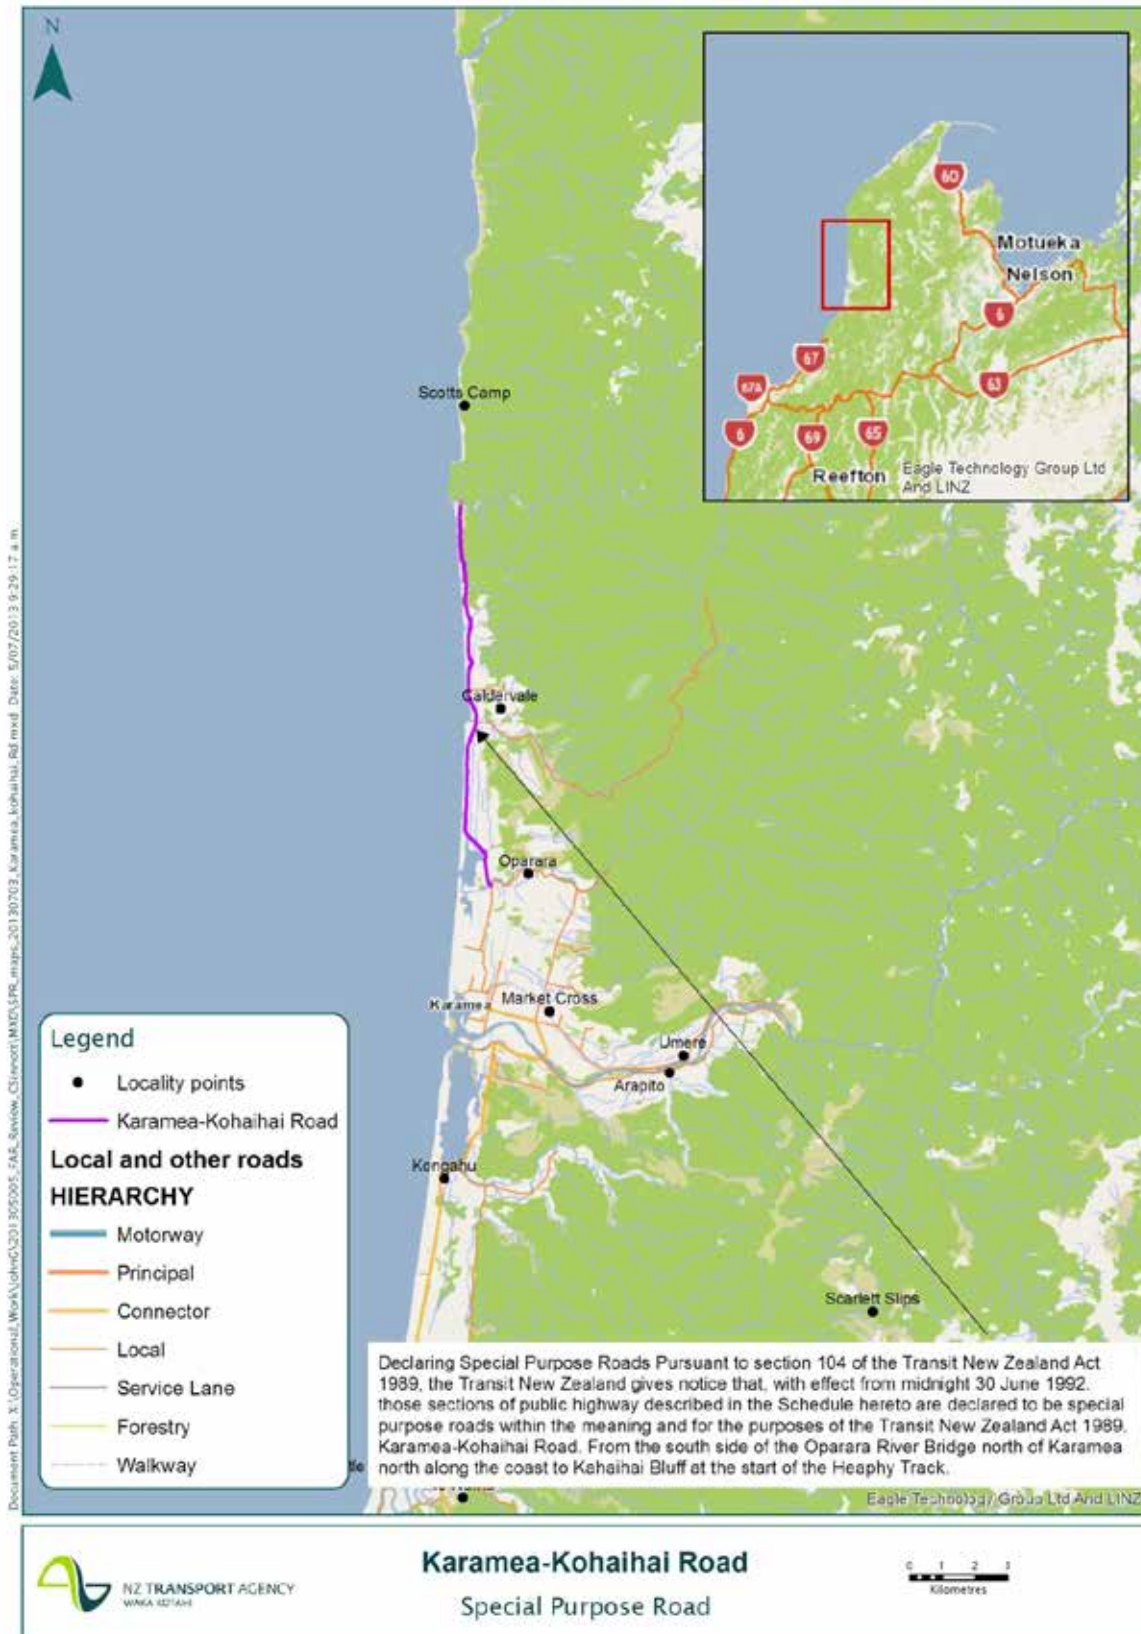 N
60
Motueka
Nelson
6
67
67A
63
6
69
65
Reefton
Eagle Technology Group Ltd
And LINZ
Scotts Camp
Caldervale
Oparara
Karamea
Market Cross
Umere
Arapito
Kongahu
Scarlett Slips
Legend
Locality points
Karamea-Kohaihai Road
Local and other roads
HIERARCHY
Motorway
Principal
Connector
Local
Service Lane
Forestry
Walkway
Declaring Special Purpose Roads Pursuant to section 104 of the Transit New Zealand Act
1989, the Transit New Zealand gives notice that, with effect from midnight 30 June 1992.
those sections of public highway described in the Schedule hereto are declared to be special
purpose roads within the meaning and for the purposes of the Transit New Zealand Act 1989.
Karamea-Kohaihai Road. From the south side of the Oparara River Bridge north of Karamea
north along the coast to Kahaihai Bluff at the start of the Heaphy Track.
Eagle Technology Group Ltd And LINZ
NZ TRANSPORT AGENCY
WAKA KOTAHI
Karamea-Kohaihai Road
Special Purpose Road
0 1 2 3
Kilometres